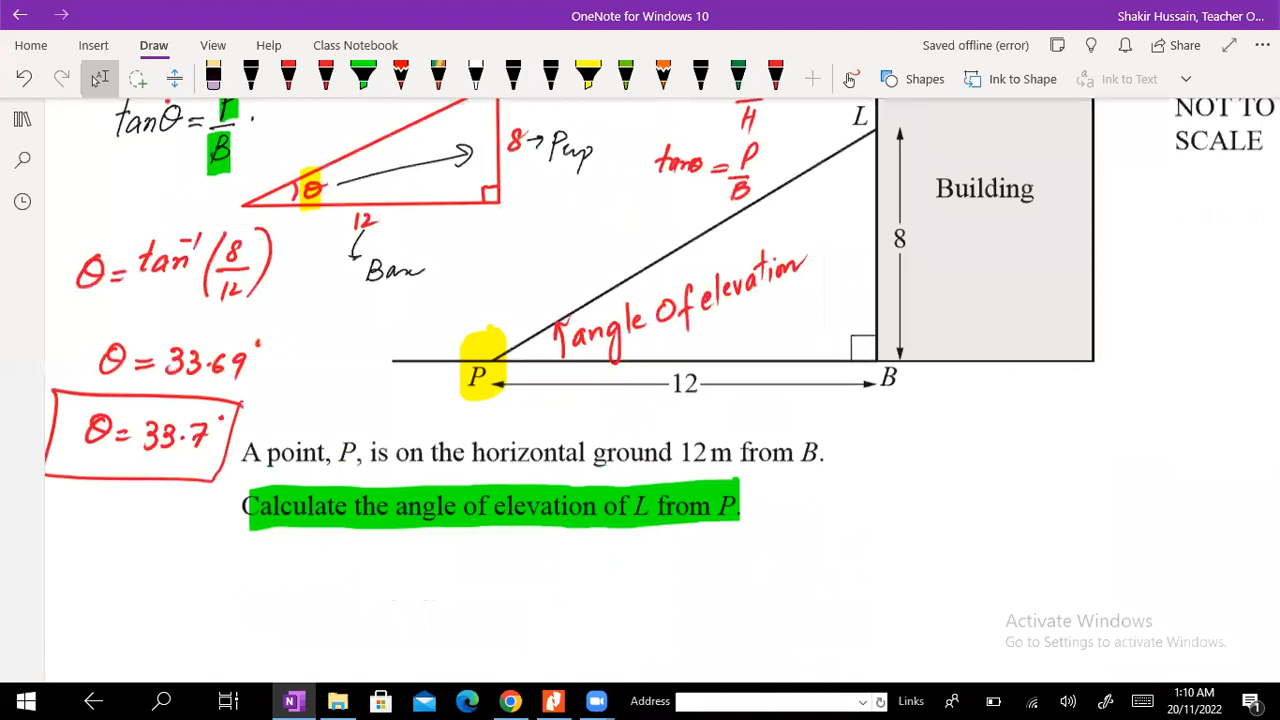 OneNote for Windows 10
Shakir Hussain, Teacher O...
Home Insert Draw View Help Class Notebook
Saved offline (error) Share
Shapes Ink to Shape Ink to Text
tanθ = P/B
8 → Perp
θ
12
Base
H
tanθ = P/B
L
NOT TO
SCALE
Building
8
θ = tan⁻¹(8/12)
angle Of elevation
θ = 33.69°
P 12 B
θ = 33.7°
A point, P, is on the horizontal ground 12 m from B.
Calculate the angle of elevation of L from P.
Activate Windows
Go to Settings to activate Windows.
Address Links
1:10 AM
20/11/2022